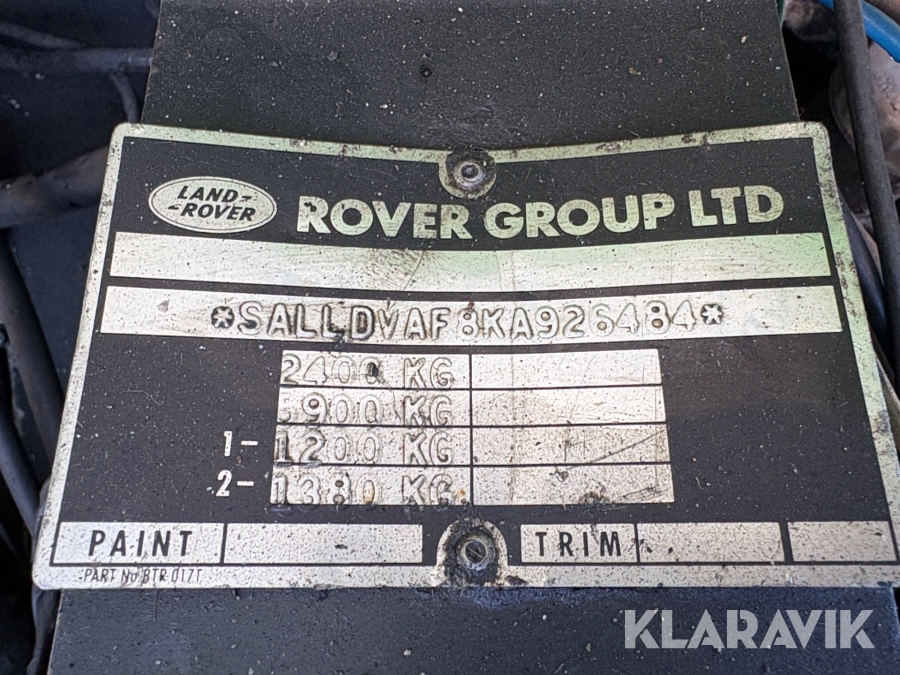 LAND-
-ROVER
ROVER GROUP LTD
*SALLDVAF8KA926484*
2400 KG
900 KG
1- 1200 KG
2- 1380 KG
PAINT TRIM
PART No BTR 017T
KLARAVIK